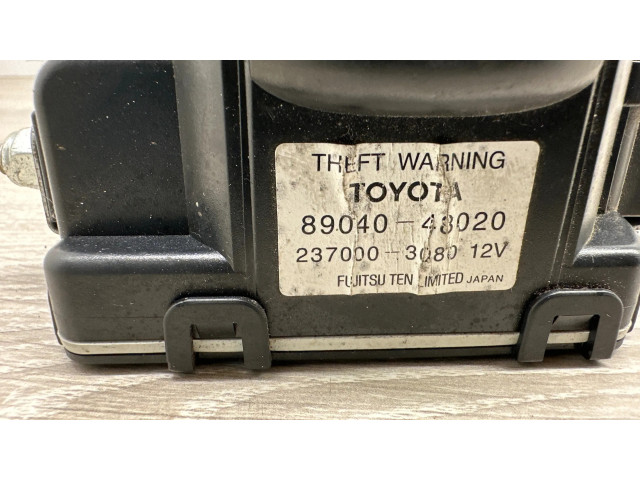 THEFT WARNING
TOYOTA
89040-48020
237000-3080 12V
FUJITSU TEN LIMITED JAPAN